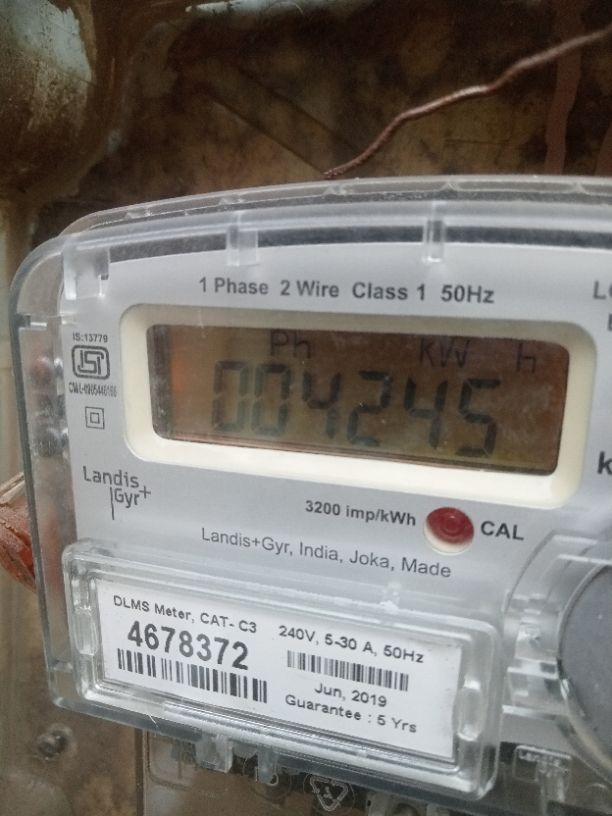 1 Phase 2 Wire Class 1 50Hz
IS:13779
ISI
Ph kW h
004245
Landis
Gyr+
3200 imp/kWh
CAL
Landis+Gyr, India, Joka, Made
DLMS Meter, CAT- C3
240V, 5-30 A, 50Hz
4678372
Jun, 2019
Guarantee : 5 Yrs